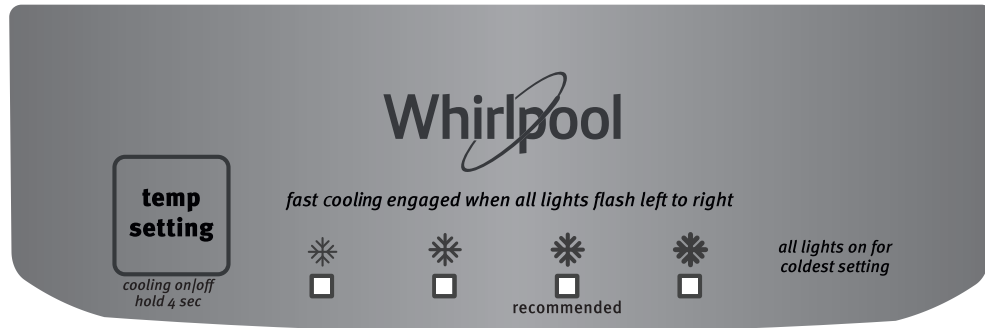 Whirlpool
temp
setting
fast cooling engaged when all lights flash left to right
all lights on for
coldest setting
cooling on/off
hold 4 sec
recommended